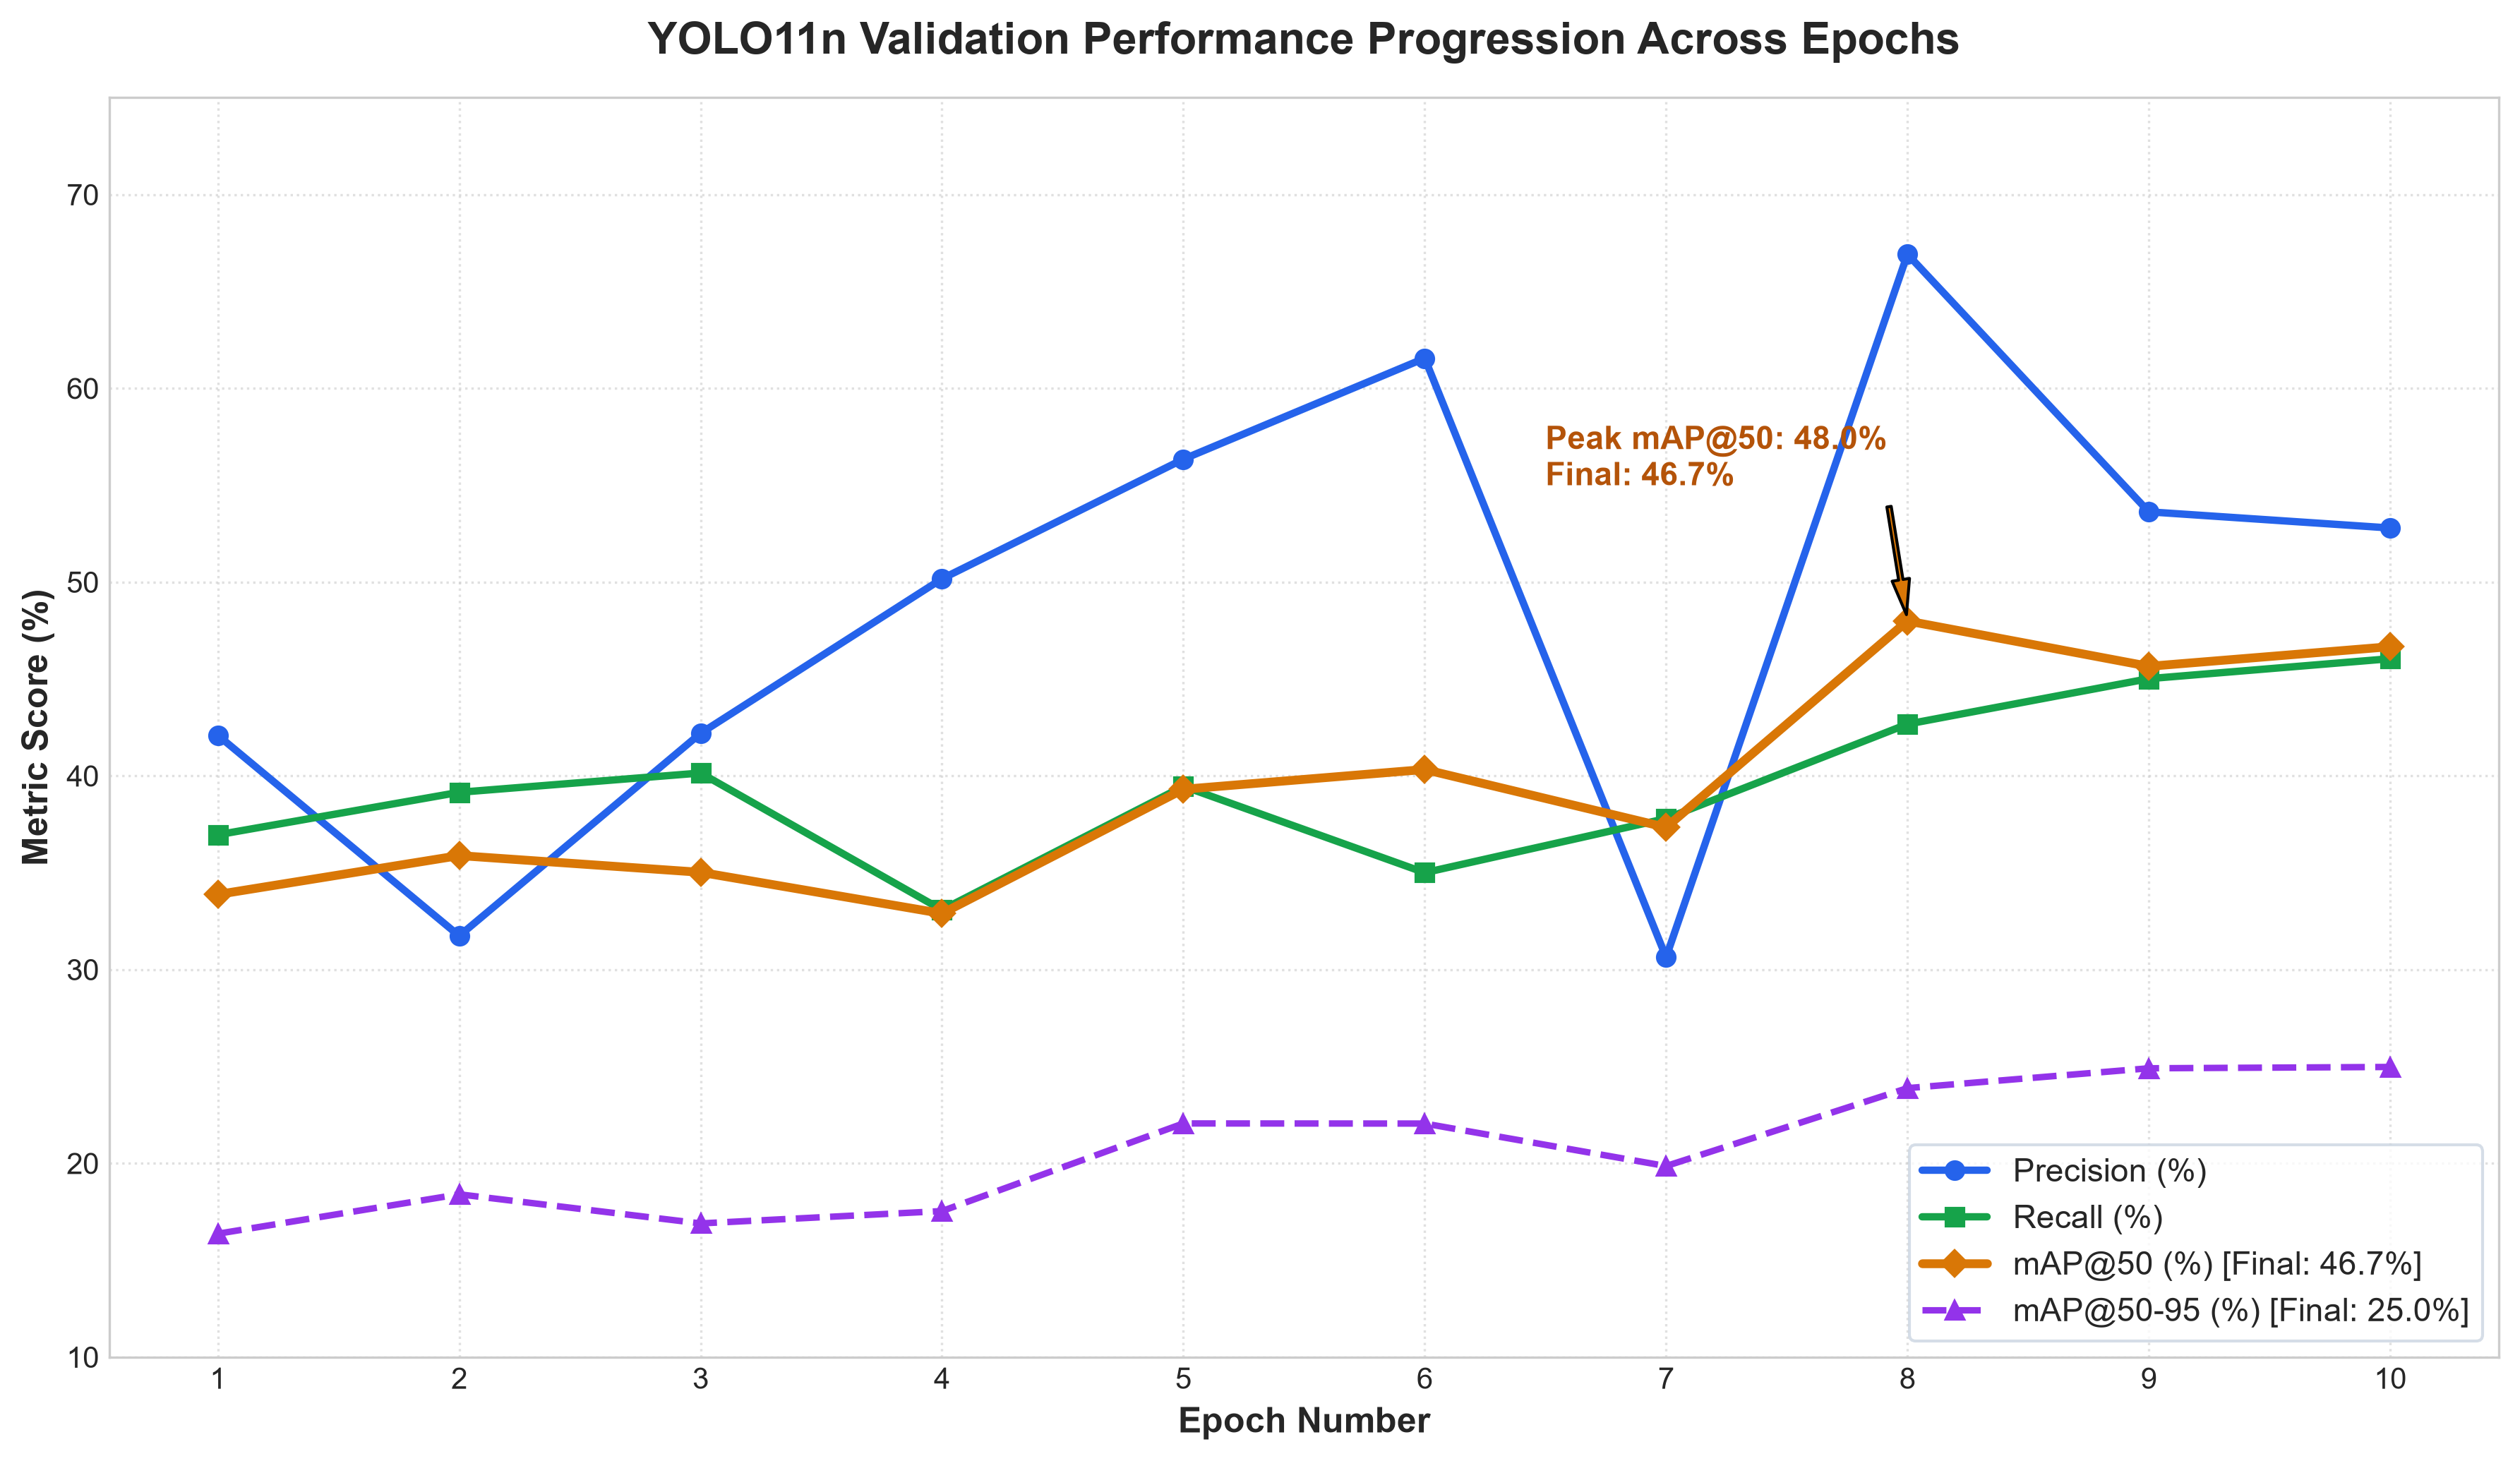 YOLO11n Validation Performance Progression Across Epochs
Metric Score (%)
70
60
50
40
30
20
10
Peak mAP@50: 48.0%
Final: 46.7%
Precision (%)
Recall (%)
mAP@50 (%) [Final: 46.7%]
mAP@50-95 (%) [Final: 25.0%]
1 2 3 4 5 6 7 8 9 10
Epoch Number